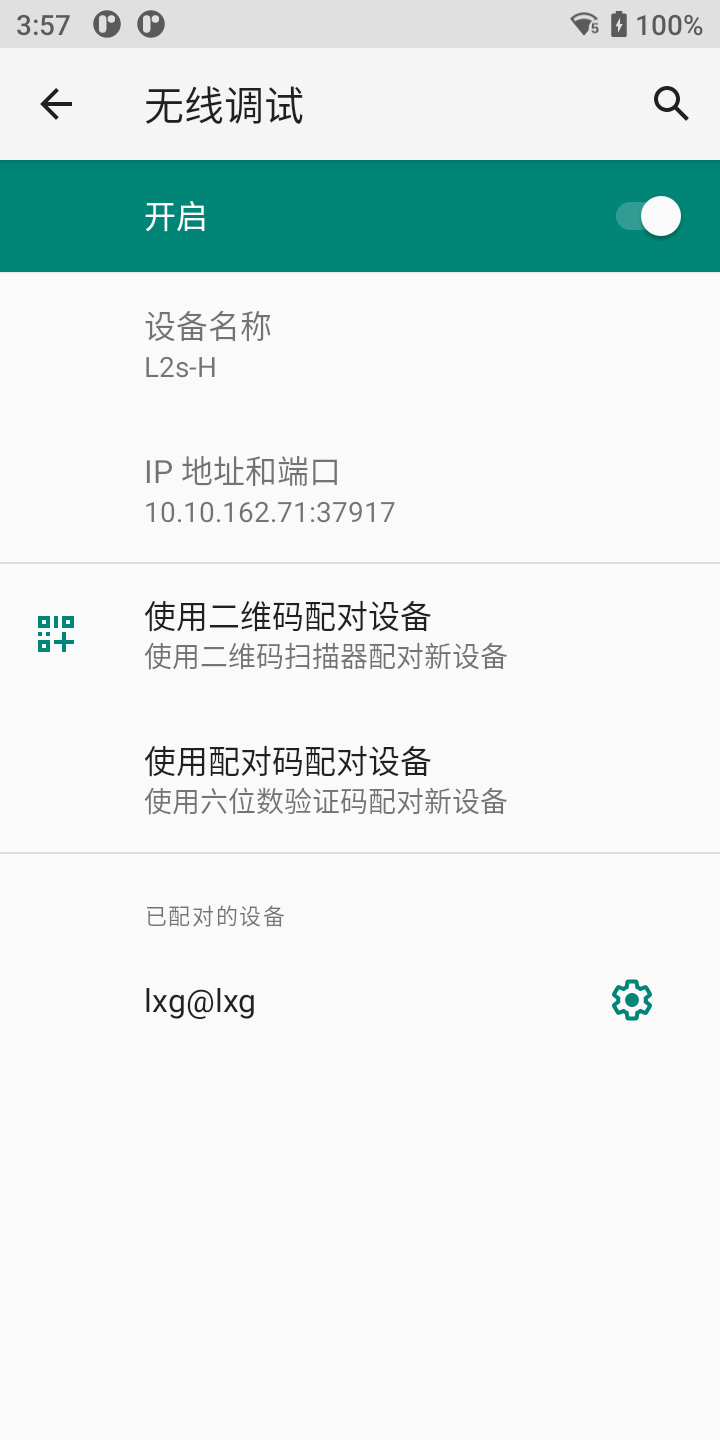 3:57
5
100%
无线调试
开启
设备名称
L2s-H
IP 地址和端口
10.10.162.71:37917
使用二维码配对设备
使用二维码扫描器配对新设备
使用配对码配对设备
使用六位数验证码配对新设备
已配对的设备
lxg@lxg